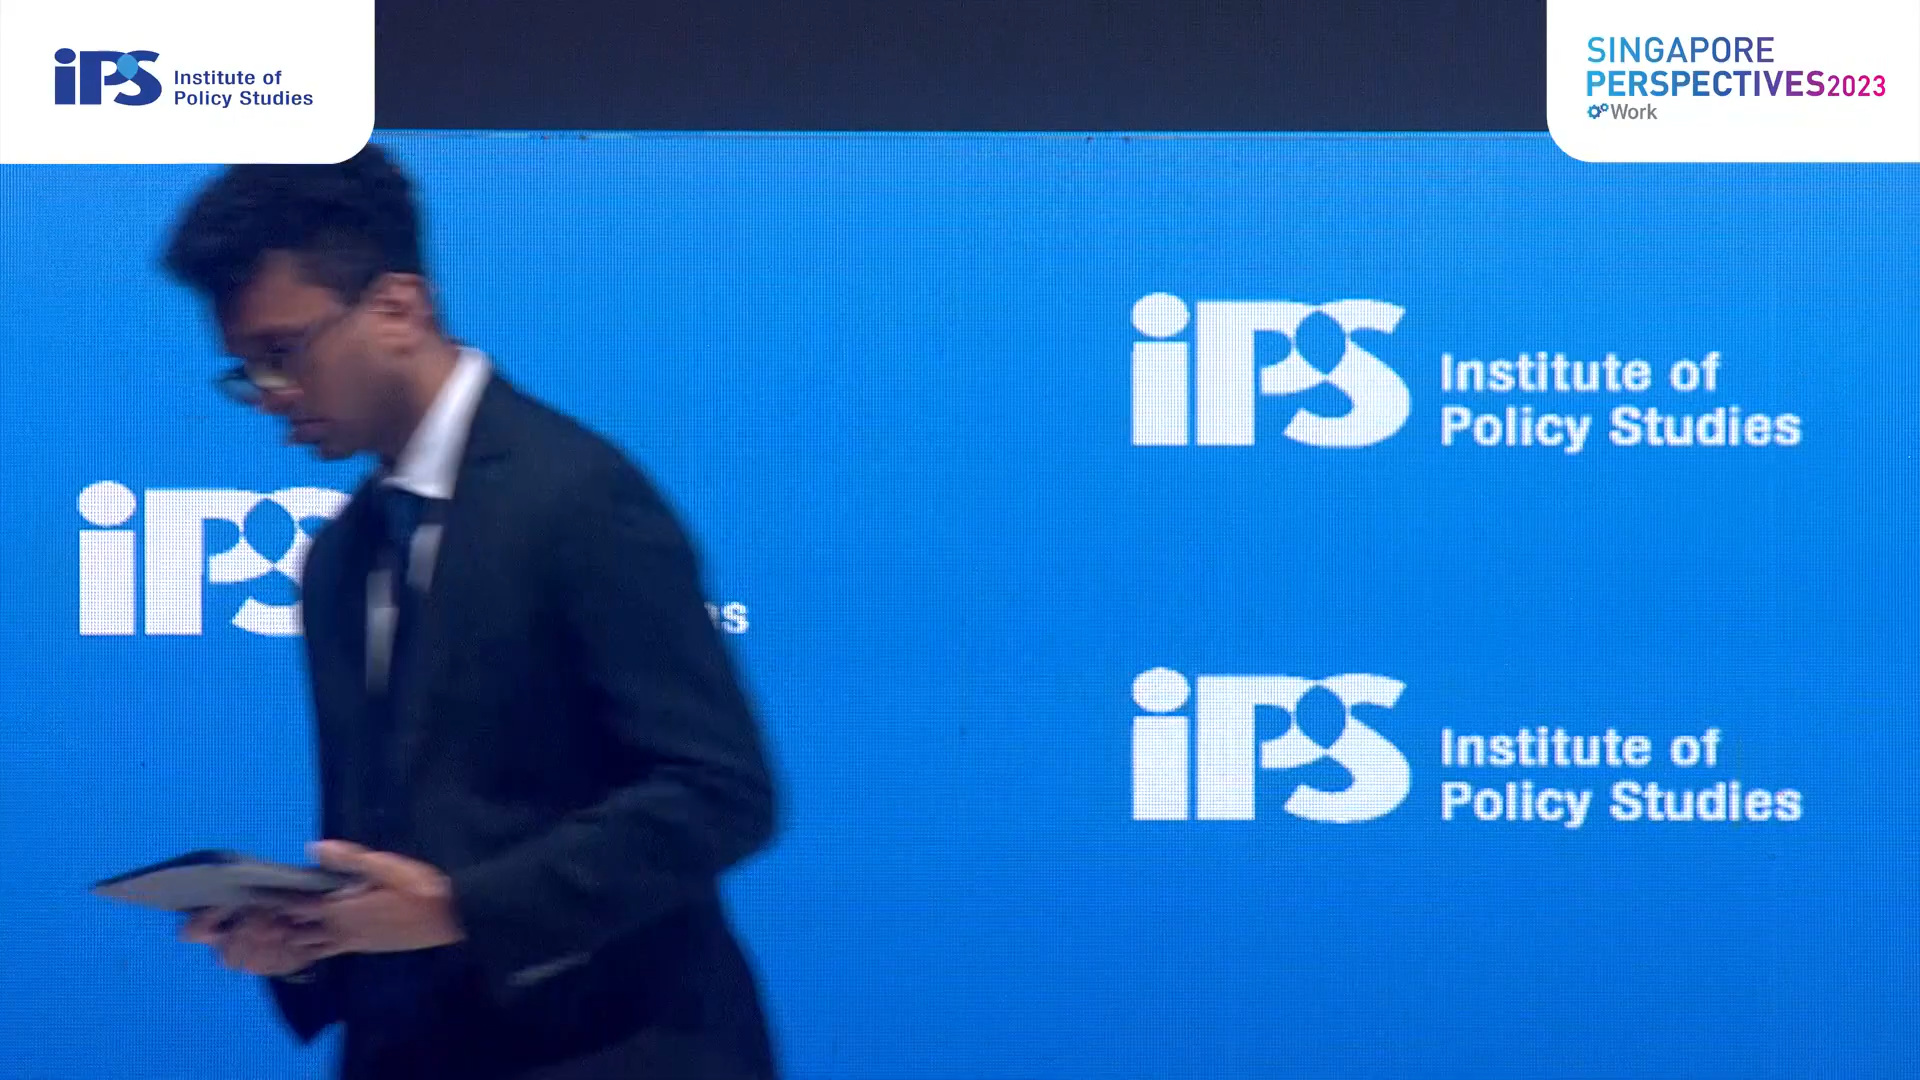 iPS
Institute of
Policy Studies
SINGAPORE
PERSPECTIVES2023
Work
iPS
Institute of
Policy Studies
iPS
iPS
Institute of
Policy Studies